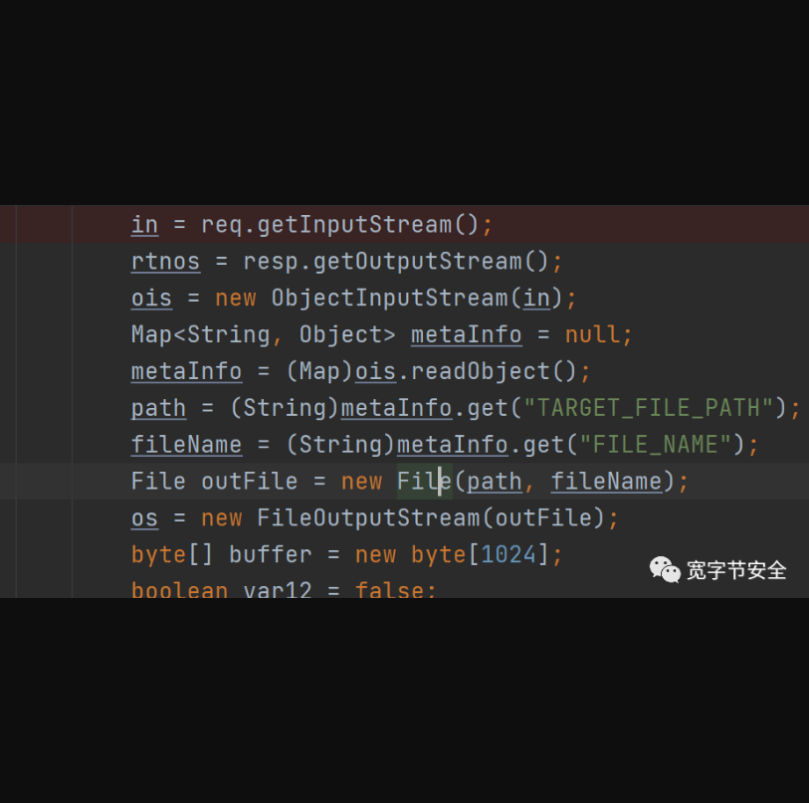 in = req.getInputStream();
rtnos = resp.getOutputStream();
ois = new ObjectInputStream(in);
Map<String, Object> metaInfo = null;
metaInfo = (Map)ois.readObject();
path = (String)metaInfo.get("TARGET_FILE_PATH");
fileName = (String)metaInfo.get("FILE_NAME");
File outFile = new File(path, fileName);
os = new FileOutputStream(outFile);
byte[] buffer = new byte[1024];
boolean var12 = false;
宽字节安全